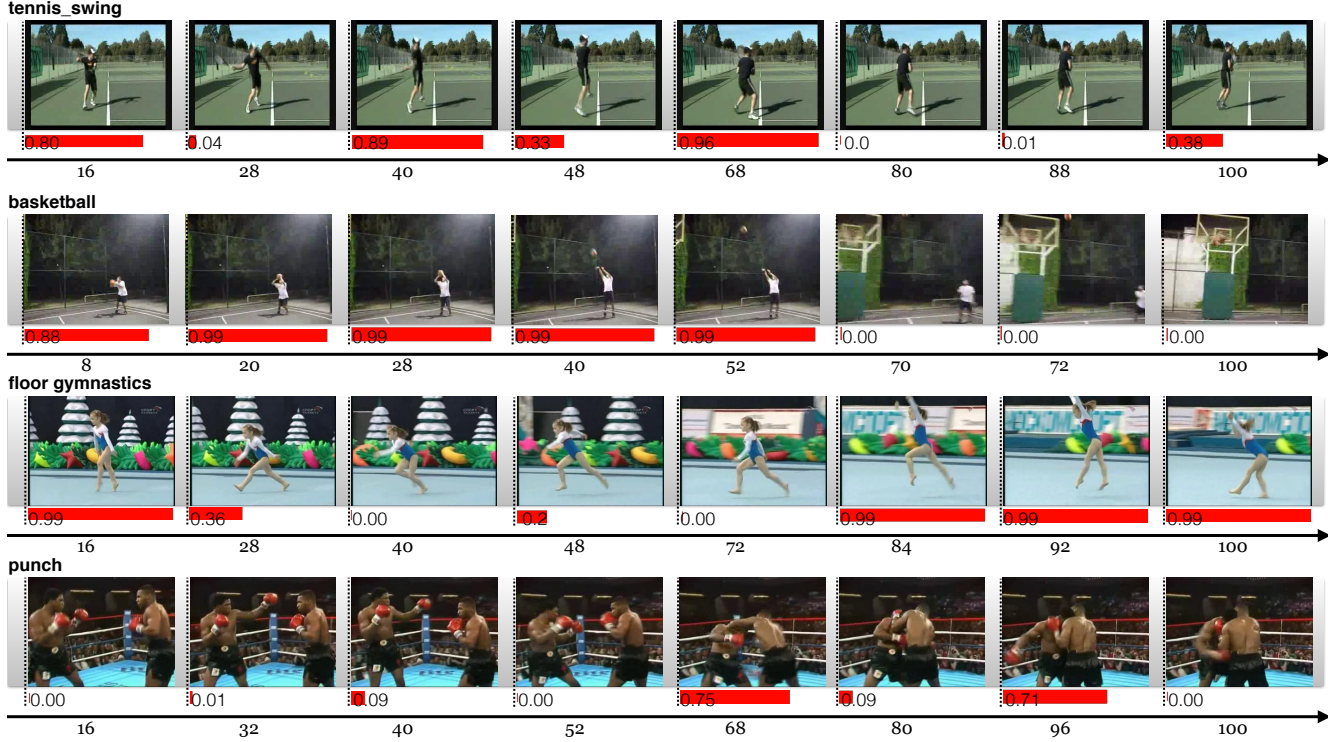 tennis_swing
0.80 0.04 0.89 0.33 0.96 0.0 0.01 0.38
16 28 40 48 68 80 88 100
basketball
0.88 0.99 0.99 0.99 0.99 0.00 0.00 0.00
8 20 28 40 52 70 72 100
floor gymnastics
0.99 0.36 0.00 0.2 0.00 0.99 0.99 0.99
16 28 40 48 72 84 92 100
punch
0.00 0.01 0.09 0.00 0.75 0.09 0.71 0.00
16 32 40 52 68 80 96 100